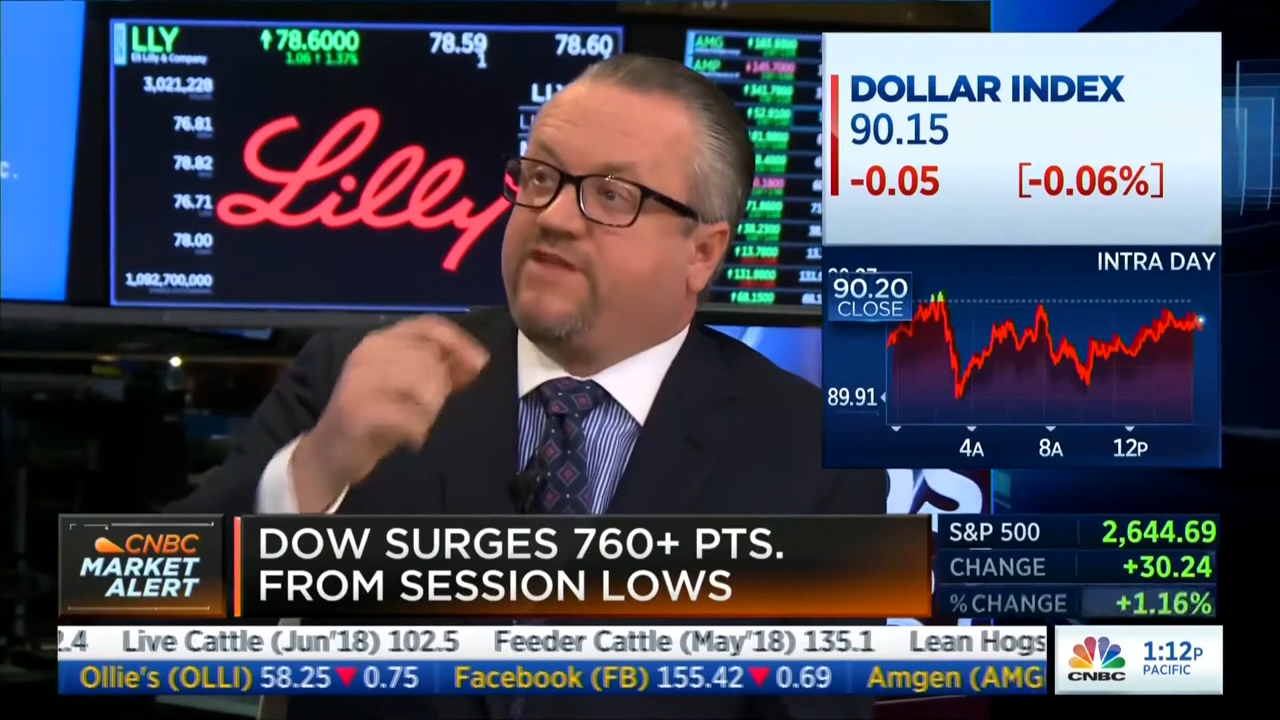 LLY
Eli Lilly & Company
78.6000
1.06 1.37%
78.59
1
78.60
3,021,228
76.81
78.82
76.71
78.00
1,092,700,000
Lilly
AMG
AMP
DOLLAR INDEX
90.15
-0.05 [-0.06%]
INTRA DAY
90.20
CLOSE
89.91
4A 8A 12P
CNBC
MARKET
ALERT
DOW SURGES 760+ PTS.
FROM SESSION LOWS
S&P 500 2,644.69
CHANGE +30.24
% CHANGE +1.16%
2.4 Live Cattle (Jun'18) 102.5 Feeder Cattle (May'18) 135.1 Lean Hogs
Ollie's (OLLI) 58.25 ▼ 0.75 Facebook (FB) 155.42 ▼ 0.69 Amgen (AMG
CNBC
1:12P
PACIFIC